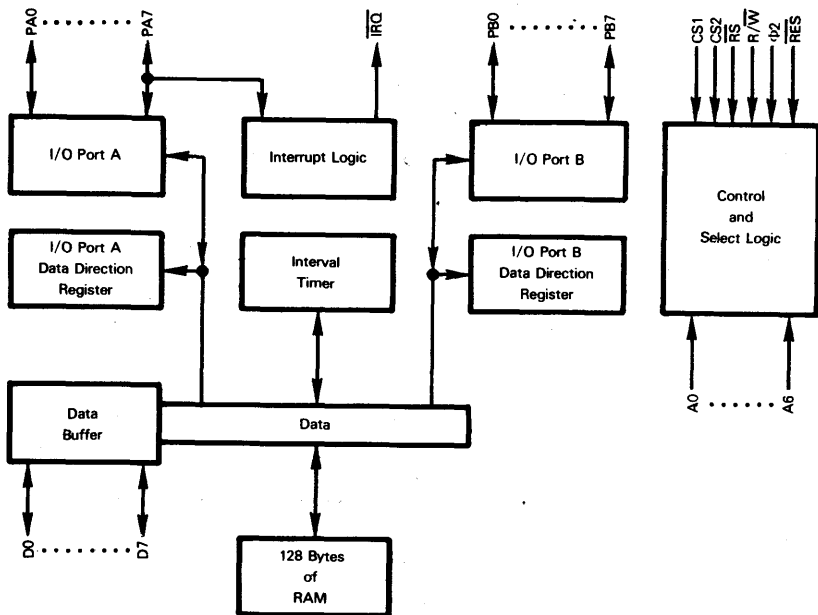 PA0 ········ PA7
IRQ
PB0 ········ PB7
CS1
CS2
RS
R/W
Φ2
RES
I/O Port A
Interrupt Logic
I/O Port B
Control
and
Select Logic
I/O Port A
Data Direction
Register
Interval
Timer
I/O Port B
Data Direction
Register
A0 ······· A6
Data
Buffer
Data
D0 ········· D7
128 Bytes
of
RAM